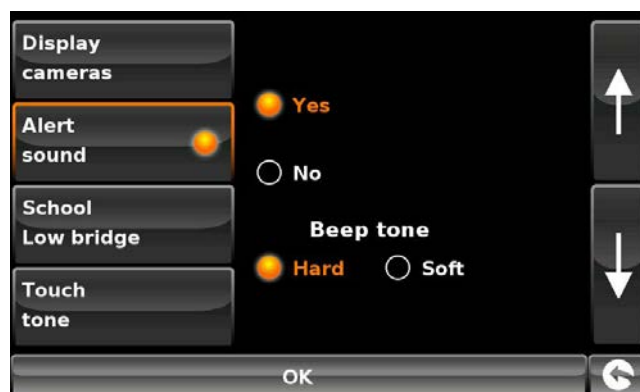 Display
cameras
Alert
sound
School
Low bridge
Touch
tone
Yes
No
Beep tone
Hard
Soft
OK